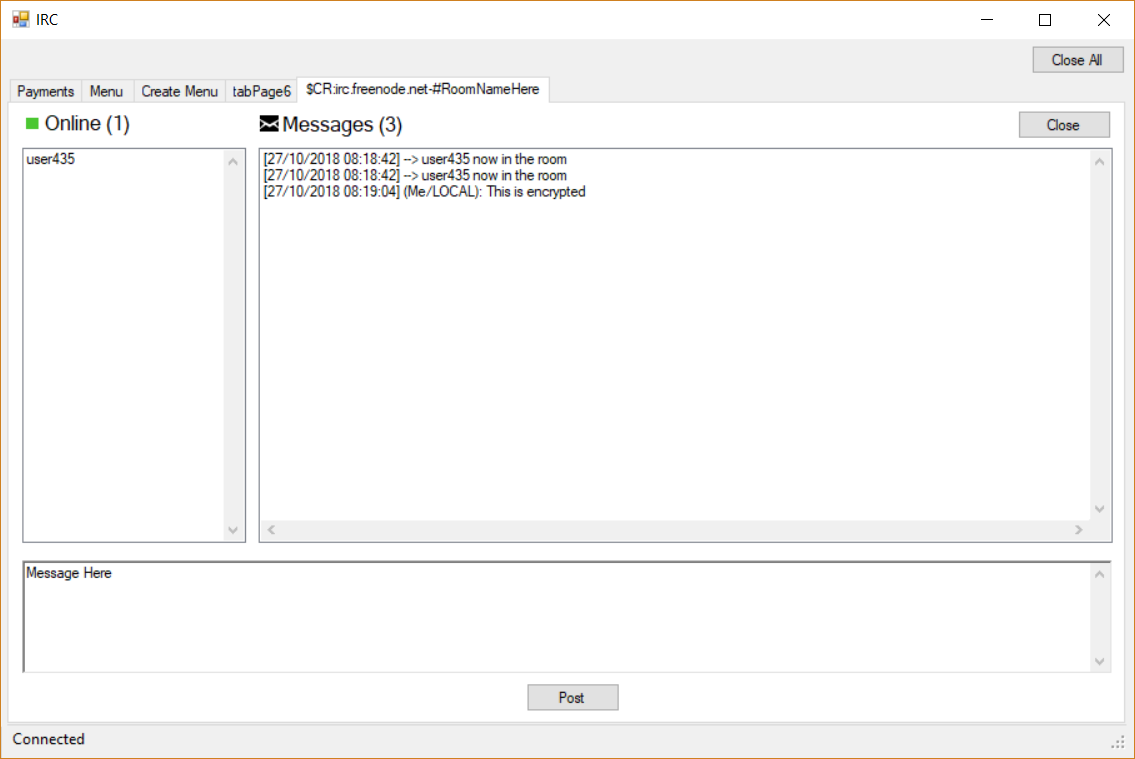 IRC
Close All
Payments Menu Create Menu tabPage6 $CR:irc.freenode.net-#RoomNameHere
Online (1)
Messages (3)
Close
user435
[27/10/2018 08:18:42] --> user435 now in the room
[27/10/2018 08:18:42] --> user435 now in the room
[27/10/2018 08:19:04] (Me/LOCAL): This is encrypted
Message Here
Post
Connected